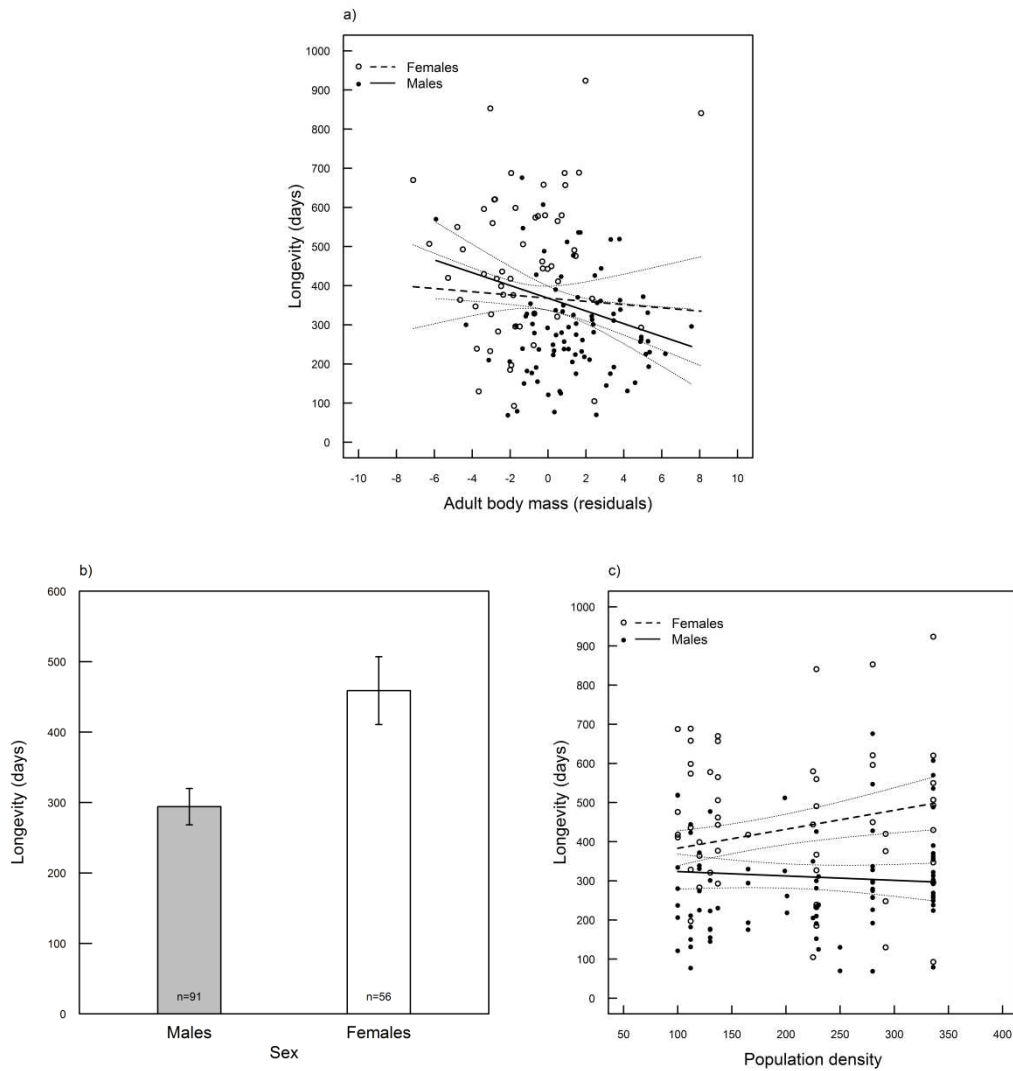 a)
1000
900
800
700
600
500
400
300
200
100
0
Longevity (days)
Females
Males
-10 -8 -6 -4 -2 0 2 4 6 8 10
Adult body mass (residuals)
b)
600
500
400
300
200
100
0
Longevity (days)
n=91 n=56
Males Females
Sex
c)
1000
900
800
700
600
500
400
300
200
100
0
Longevity (days)
Females
Males
50 100 150 200 250 300 350 400
Population density